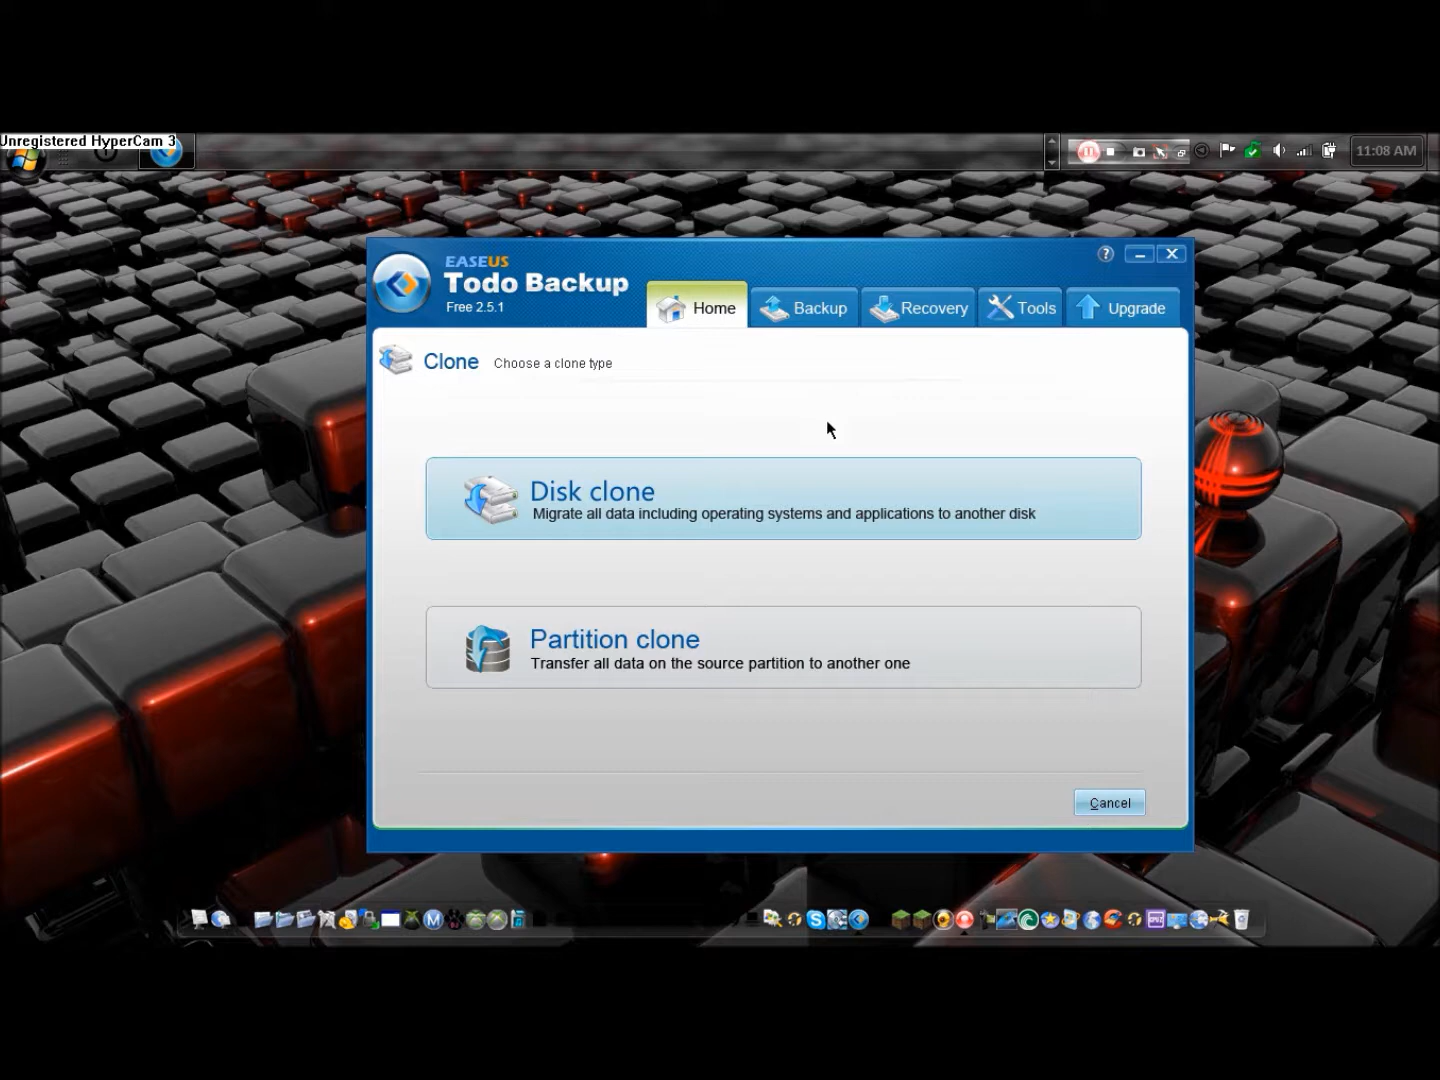 Unregistered HyperCam 3
11:08 AM
EASEUS
Todo Backup
Free 2.5.1
Home
Backup
Recovery
Tools
Upgrade
Clone Choose a clone type
Disk clone
Migrate all data including operating systems and applications to another disk
Partition clone
Transfer all data on the source partition to another one
Cancel